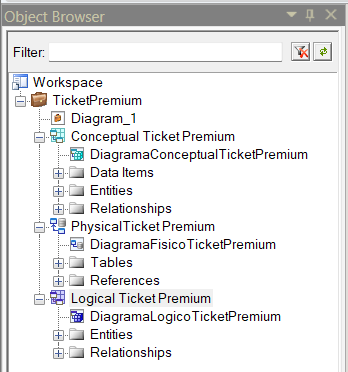 Object Browser
Filter:
Workspace
TicketPremium
Diagram_1
Conceptual Ticket Premium
DiagramaConceptualTicketPremium
Data Items
Entities
Relationships
PhysicalTicket Premium
DiagramaFisicoTicketPremium
Tables
References
Logical Ticket Premium
DiagramaLogicoTicketPremium
Entities
Relationships